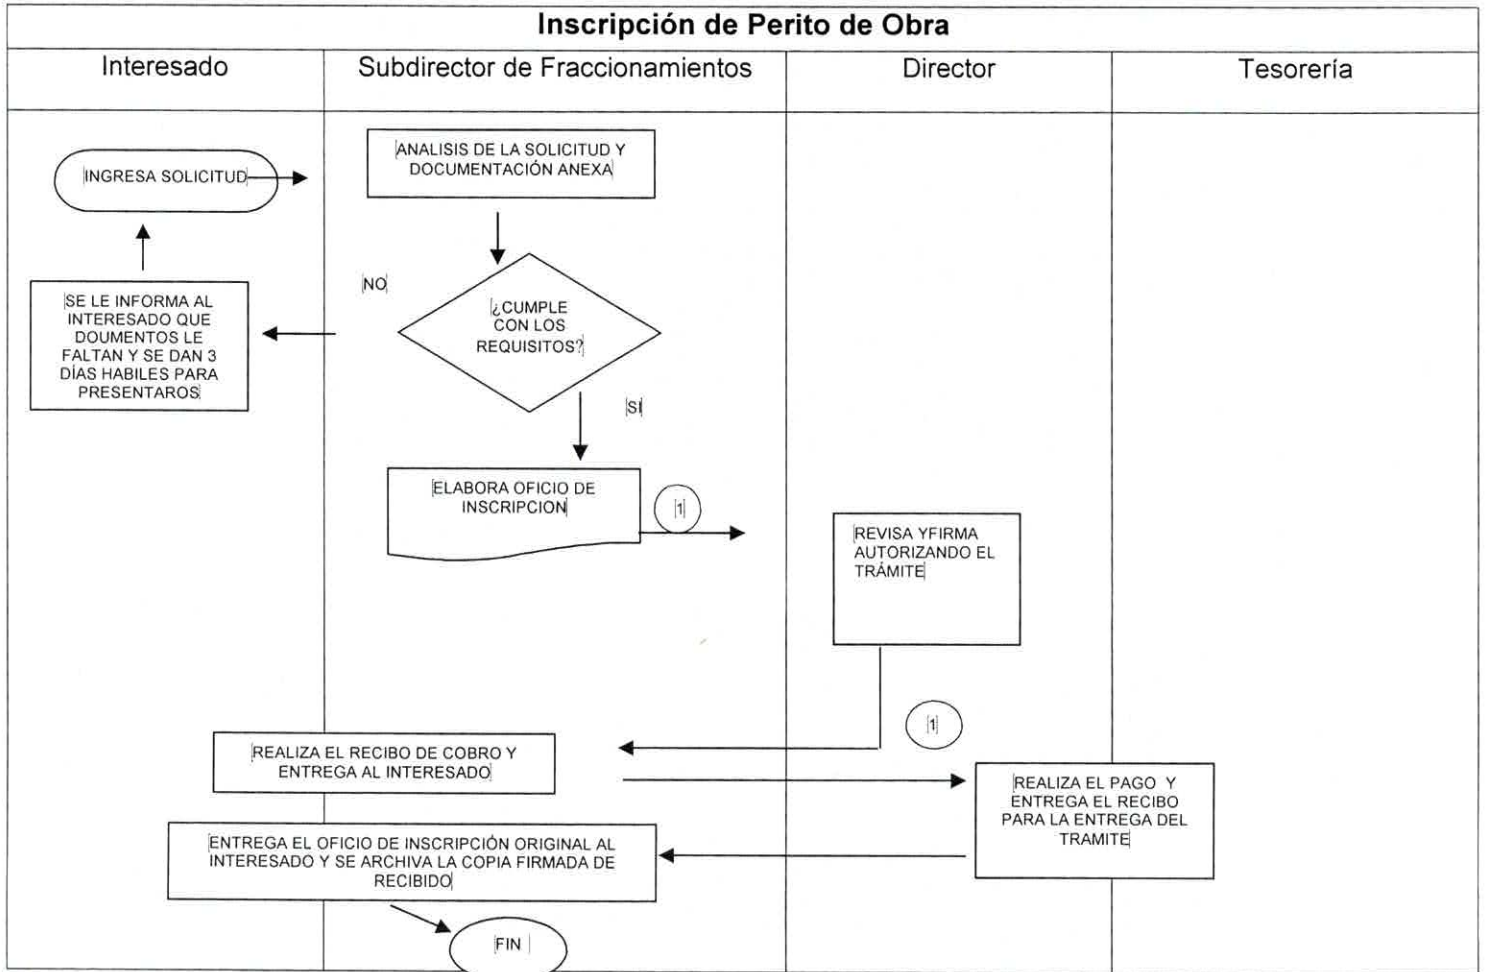 Inscripción de Perito de Obra
Interesado
Subdirector de Fraccionamientos
Director
Tesorería
INGRESA SOLICITUD
ANALISIS DE LA SOLICITUD Y
DOCUMENTACIÓN ANEXA
NO
¿CUMPLE
CON LOS
REQUISITOS?
SE LE INFORMA AL
INTERESADO QUE
DOUMENTOS LE
FALTAN Y SE DAN 3
DÍAS HABILES PARA
PRESENTAROS
SI
ELABORA OFICIO DE
INSCRIPCION
1
REVISA YFIRMA
AUTORIZANDO EL
TRÁMITE
1
REALIZA EL RECIBO DE COBRO Y
ENTREGA AL INTERESADO
REALIZA EL PAGO Y
ENTREGA EL RECIBO
PARA LA ENTREGA DEL
TRAMITE
ENTREGA EL OFICIO DE INSCRIPCIÓN ORIGINAL AL
INTERESADO Y SE ARCHIVA LA COPIA FIRMADA DE
RECIBIDO
FIN